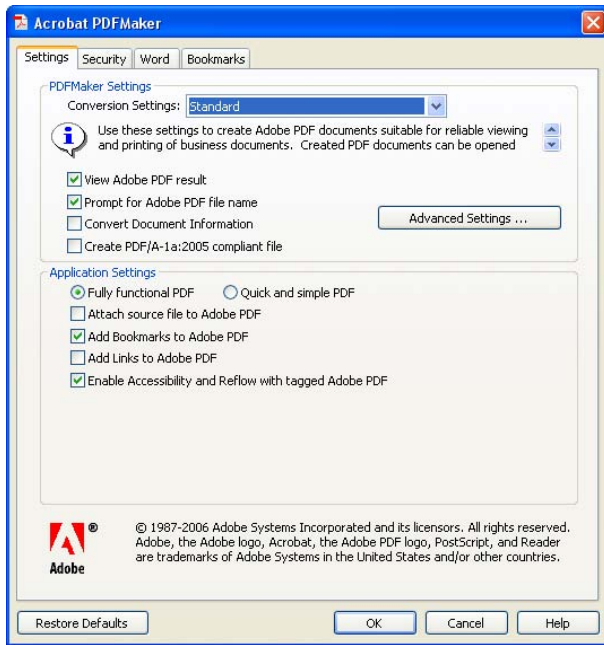 Acrobat PDFMaker
Settings Security Word Bookmarks
PDFMaker Settings
Conversion Settings: Standard
Use these settings to create Adobe PDF documents suitable for reliable viewing
and printing of business documents. Created PDF documents can be opened
View Adobe PDF result
Prompt for Adobe PDF file name
Convert Document Information
Advanced Settings ...
Create PDF/A-1a:2005 compliant file
Application Settings
Fully functional PDF Quick and simple PDF
Attach source file to Adobe PDF
Add Bookmarks to Adobe PDF
Add Links to Adobe PDF
Enable Accessibility and Reflow with tagged Adobe PDF
® © 1987-2006 Adobe Systems Incorporated and its licensors. All rights reserved.
Adobe, the Adobe logo, Acrobat, the Adobe PDF logo, PostScript, and Reader
are trademarks of Adobe Systems in the United States and/or other countries.
Adobe
Restore Defaults OK Cancel Help